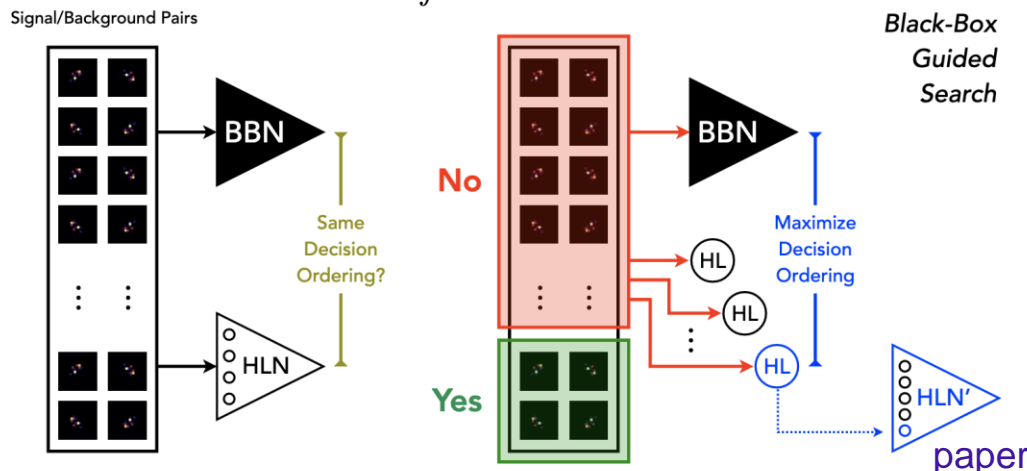 Signal/Background Pairs
BBN
Same
Decision
Ordering?
HLN
No
Yes
BBN
HL
HL
HL
Maximize
Decision
Ordering
Black-Box
Guided
Search
HLN'
paper